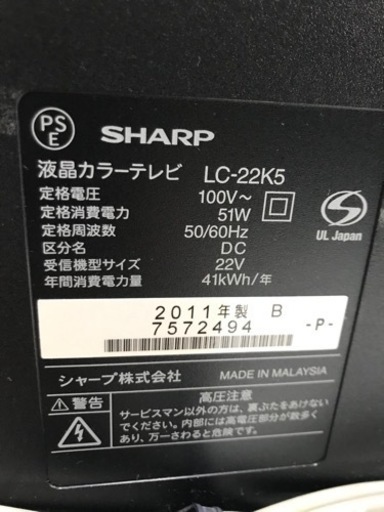 PS
E
SHARP
液晶カラーテレビ LC-22K5
定格電圧 100V～
定格消費電力 51W
定格周波数 50/60Hz
区分名 DC
受信機型サイズ 22V
年間消費電力量 41kWh/年
S
UL Japan
2011年製 B
7572494 -P-
シャープ株式会社 MADE IN MALAYSIA
⚠警告 高圧注意
サービスマン以外の方は、裏ぶたをあけない
でください。内部には高電圧部分が数多く
あり、万一さわると危険です。